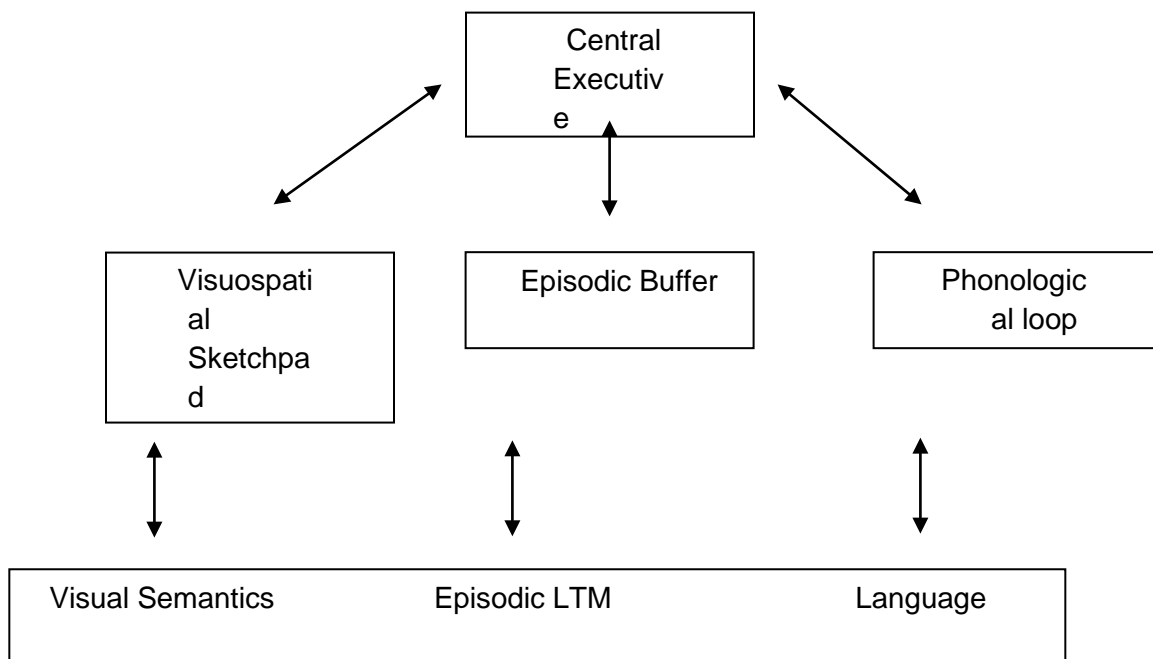 Central
Executiv
e
Visuospati
al
Sketchpa
d
Episodic Buffer
Phonologic
al loop
Visual Semantics
Episodic LTM
Language